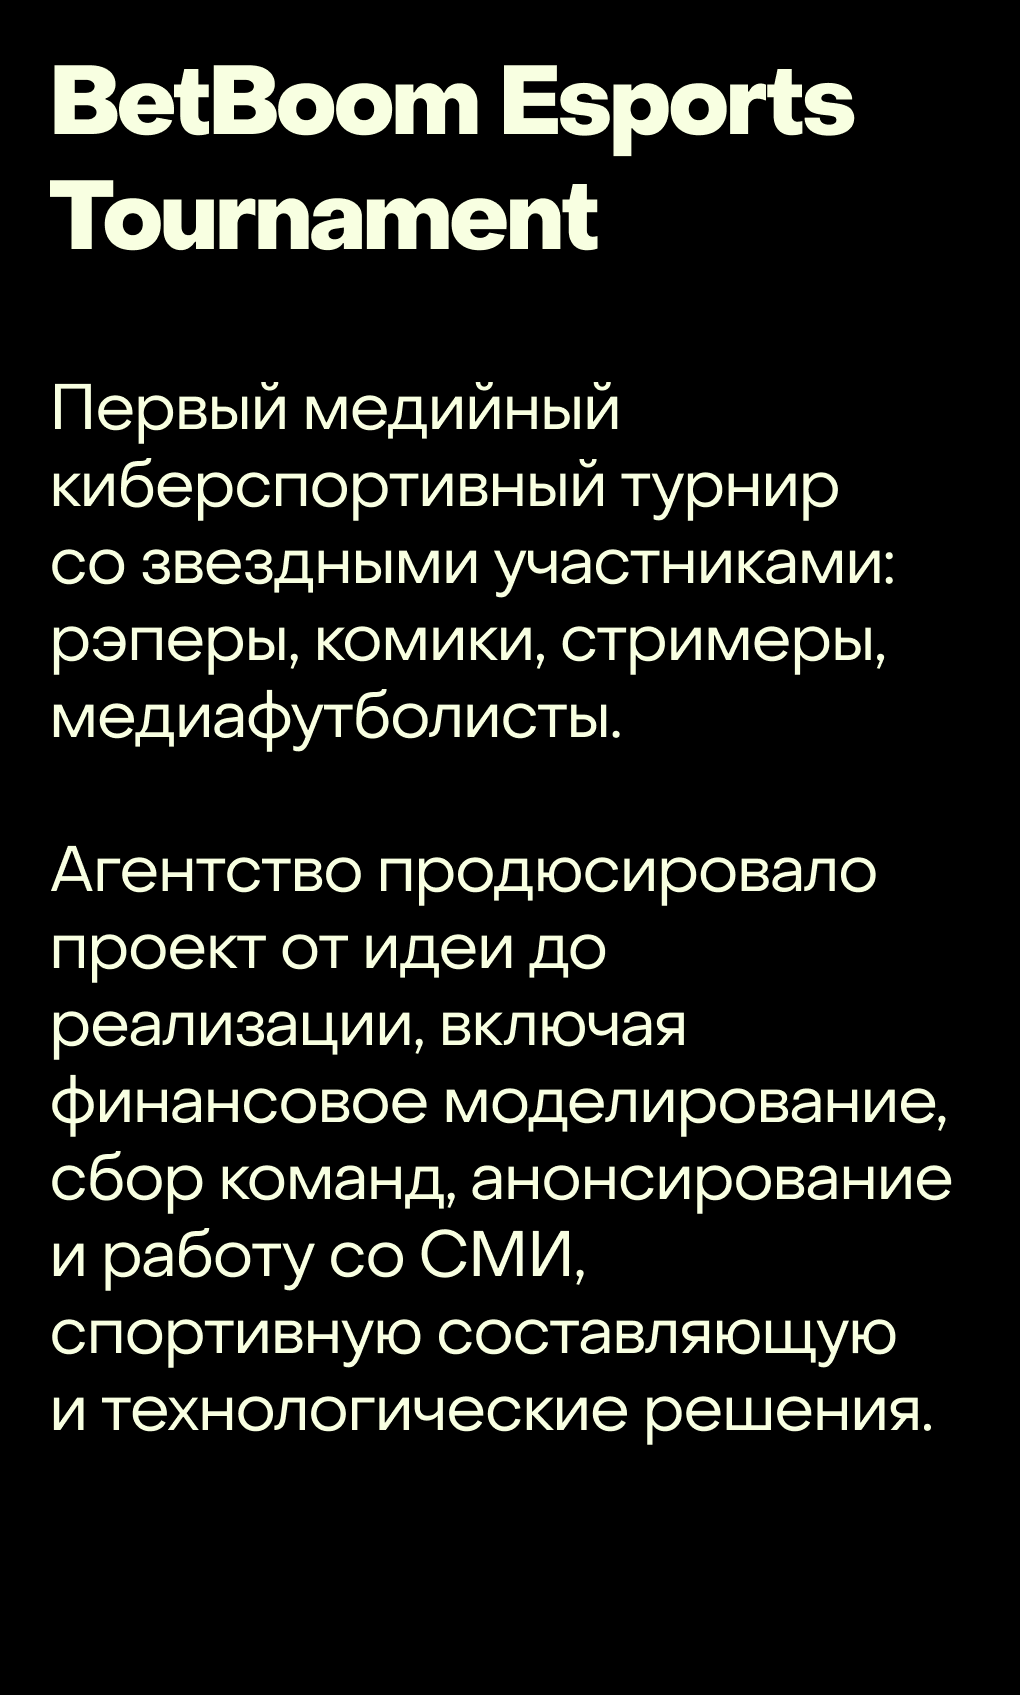 BetBoom Esports
Tournament
Первый медийный
киберспортивный турнир
со звездными участниками:
рэперы, комики, стримеры,
медиафутболисты.
Агентство продюсировало
проект от идеи до
реализации, включая
финансовое моделирование,
сбор команд, анонсирование
и работу со СМИ,
спортивную составляющую
и технологические решения.